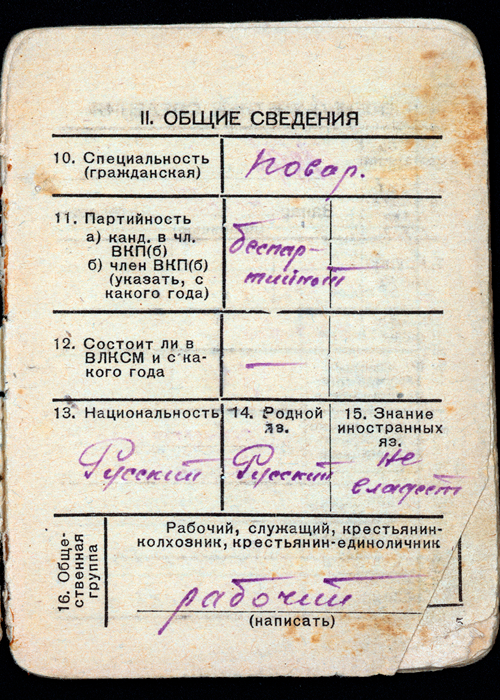 II. ОБЩИЕ СВЕДЕНИЯ
10. Специальность
(гражданская)
Повар.
11. Партийность
а) канд. в чл.
ВКП(б)
б) член ВКП(б)
(указать, с
какого года)
беспар-
тийный
12. Состоит ли в
ВЛКСМ и с ка-
кого года
—
13. Национальность
Русский
14. Родной
яз.
Русский
15. Знание
иностранных
яз.
не
владеет
16. Обще-
ственная
группа
Рабочий, служащий, крестьянин-
колхозник, крестьянин-единоличник
рабочий
(написать)
5